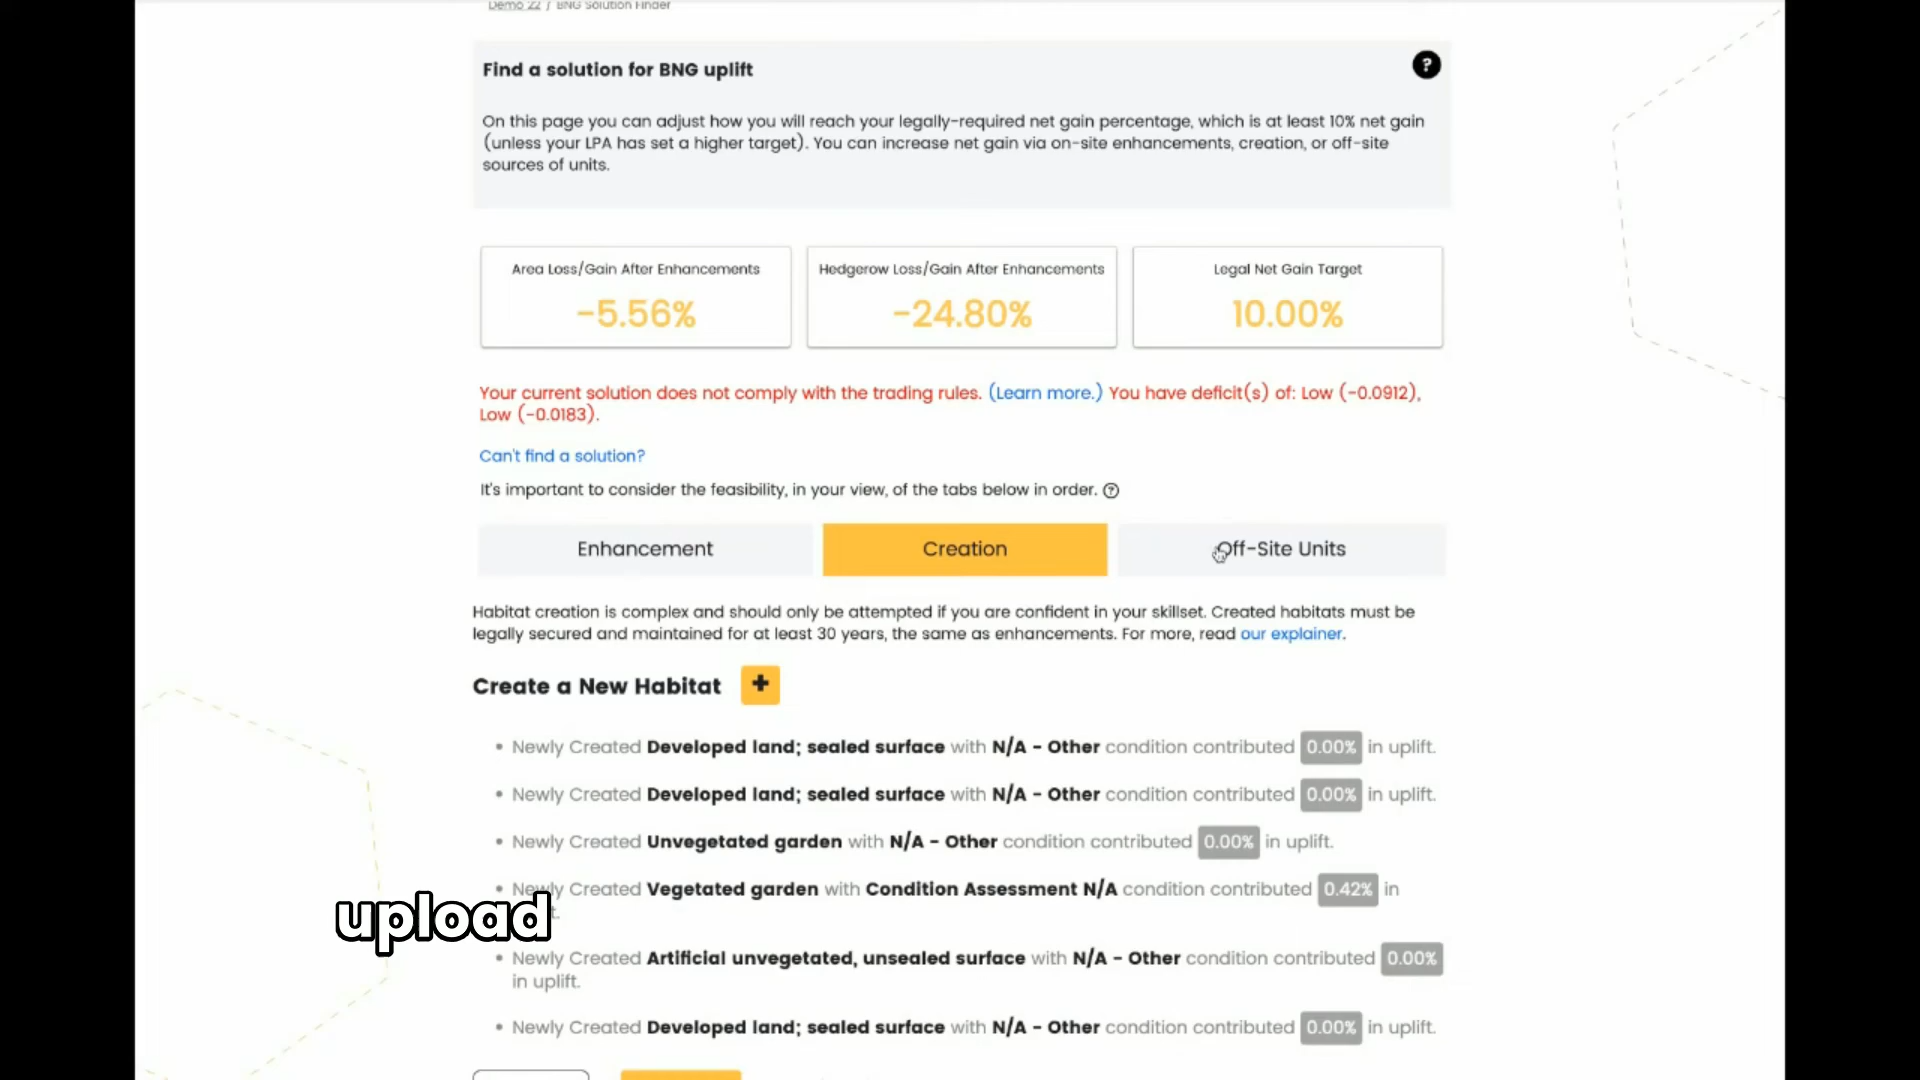 Demo 22 / BNG Solution Finder
Find a solution for BNG uplift
?
On this page you can adjust how you will reach your legally-required net gain percentage, which is at least 10% net gain
(unless your LPA has set a higher target). You can increase net gain via on-site enhancements, creation, or off-site
sources of units.
Area Loss/Gain After Enhancements
-5.56%
Hedgerow Loss/Gain After Enhancements
-24.80%
Legal Net Gain Target
10.00%
Your current solution does not comply with the trading rules. (Learn more.) You have deficit(s) of: Low (-0.0912),
Low (-0.0183).
Can't find a solution?
It's important to consider the feasibility, in your view, of the tabs below in order. ?
Enhancement
Creation
Off-Site Units
Habitat creation is complex and should only be attempted if you are confident in your skillset. Created habitats must be
legally secured and maintained for at least 30 years, the same as enhancements. For more, read our explainer.
Create a New Habitat +
• Newly Created Developed land; sealed surface with N/A - Other condition contributed 0.00% in uplift.
• Newly Created Developed land; sealed surface with N/A - Other condition contributed 0.00% in uplift.
• Newly Created Unvegetated garden with N/A - Other condition contributed 0.00% in uplift.
• Newly Created Vegetated garden with Condition Assessment N/A condition contributed 0.42% in
upload
• Newly Created Artificial unvegetated, unsealed surface with N/A - Other condition contributed 0.00%
in uplift.
• Newly Created Developed land; sealed surface with N/A - Other condition contributed 0.00% in uplift.